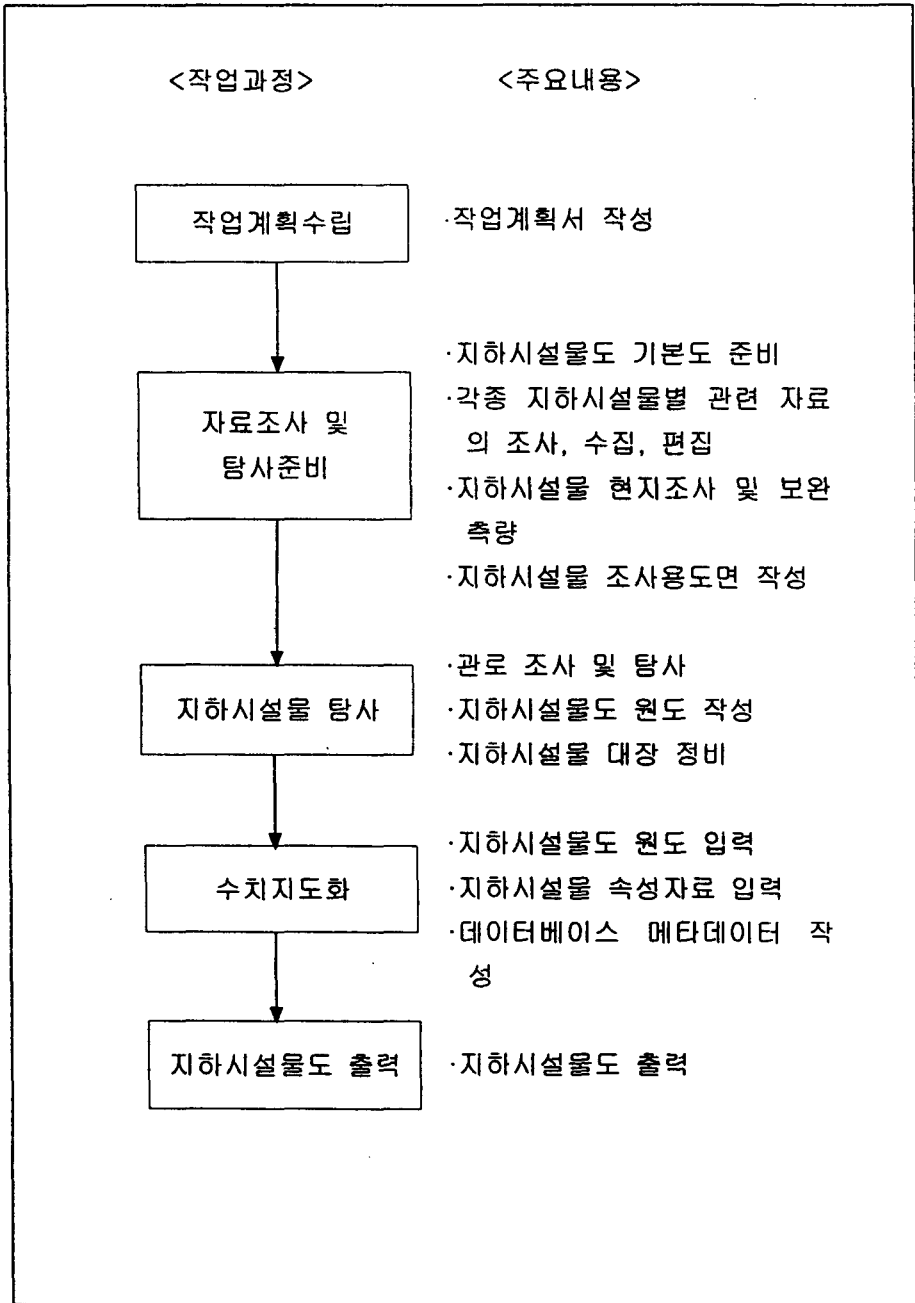 <작업과정> <주요내용>
작업계획수립
·작업계획서 작성
자료조사 및
탐사준비
·지하시설물도 기본도 준비
·각종 지하시설물별 관련 자료
의 조사, 수집, 편집
·지하시설물 현지조사 및 보완
측량
·지하시설물 조사용도면 작성
지하시설물 탐사
·관로 조사 및 탐사
·지하시설물도 원도 작성
·지하시설물 대장 정비
수치지도화
·지하시설물도 원도 입력
·지하시설물 속성자료 입력
·데이터베이스 메타데이터 작
성
지하시설물도 출력
·지하시설물도 출력